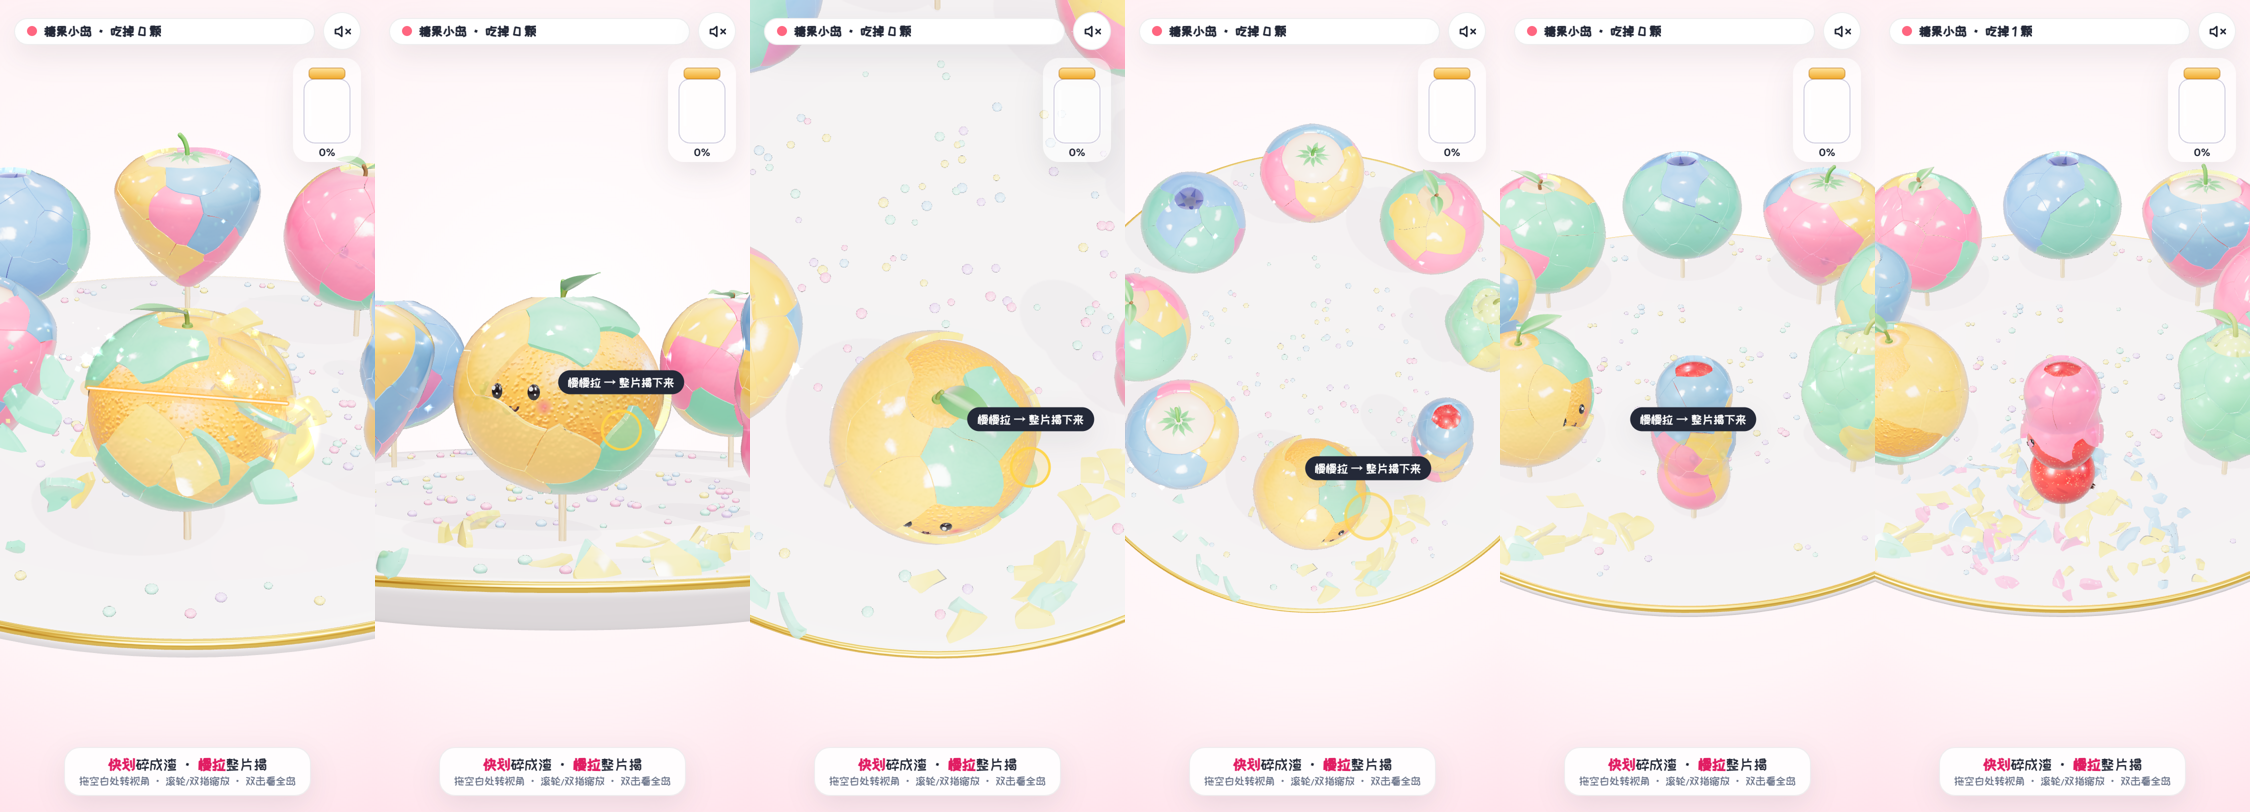 糖果小岛 · 吃掉 0 颗
0%
快划碎成渣 · 慢拉整片揭
拖空白处转视角 · 滚轮/双指缩放 · 双击看全岛
糖果小岛 · 吃掉 0 颗
0%
慢慢拉 → 整片揭下来
快划碎成渣 · 慢拉整片揭
拖空白处转视角 · 滚轮/双指缩放 · 双击看全岛
糖果小岛 · 吃掉 0 颗
0%
慢慢拉 → 整片揭下来
快划碎成渣 · 慢拉整片揭
拖空白处转视角 · 滚轮/双指缩放 · 双击看全岛
糖果小岛 · 吃掉 0 颗
0%
慢慢拉 → 整片揭下来
快划碎成渣 · 慢拉整片揭
拖空白处转视角 · 滚轮/双指缩放 · 双击看全岛
糖果小岛 · 吃掉 0 颗
0%
慢慢拉 → 整片揭下来
快划碎成渣 · 慢拉整片揭
拖空白处转视角 · 滚轮/双指缩放 · 双击看全岛
糖果小岛 · 吃掉 1 颗
0%
快划碎成渣 · 慢拉整片揭
拖空白处转视角 · 滚轮/双指缩放 · 双击看全岛